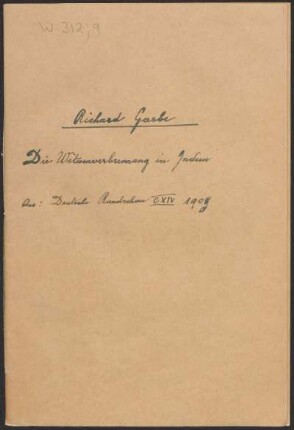 W 312,9
Richard Garbe
Die Witwenverbrennung in Indien
Aus: Deutsche Rundschau CXIV 1903